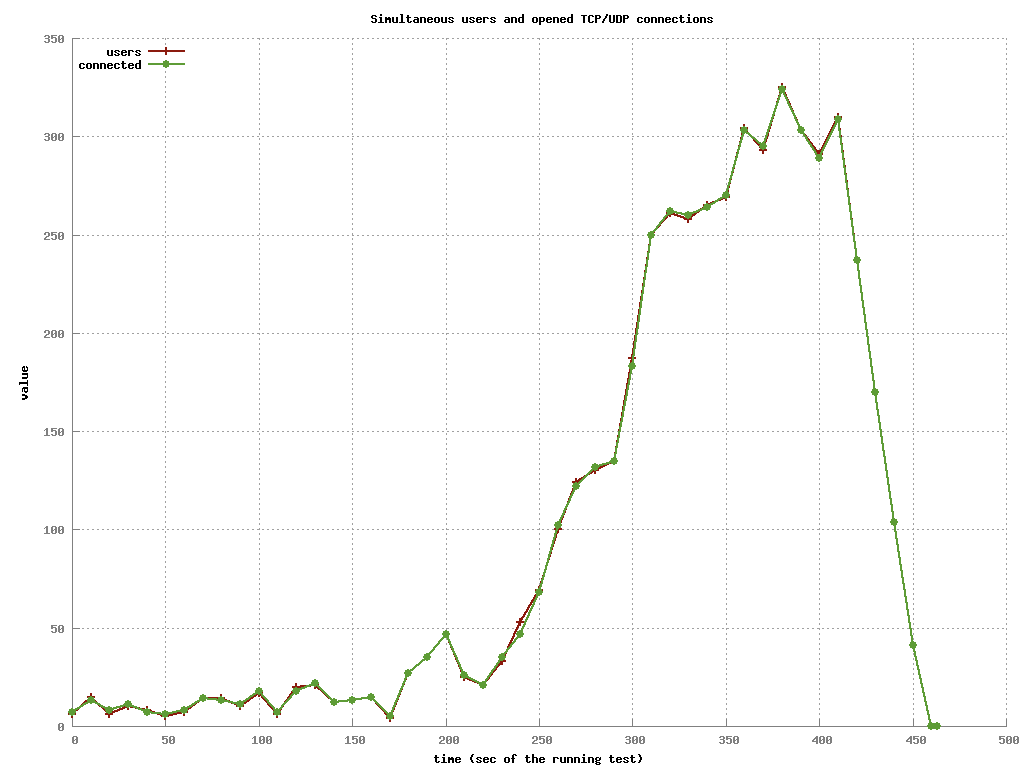 Simultaneous users and opened TCP/UDP connections
350
users
connected
300
250
200
value
150
100
50
0
0 50 100 150 200 250 300 350 400 450 500
time (sec of the running test)